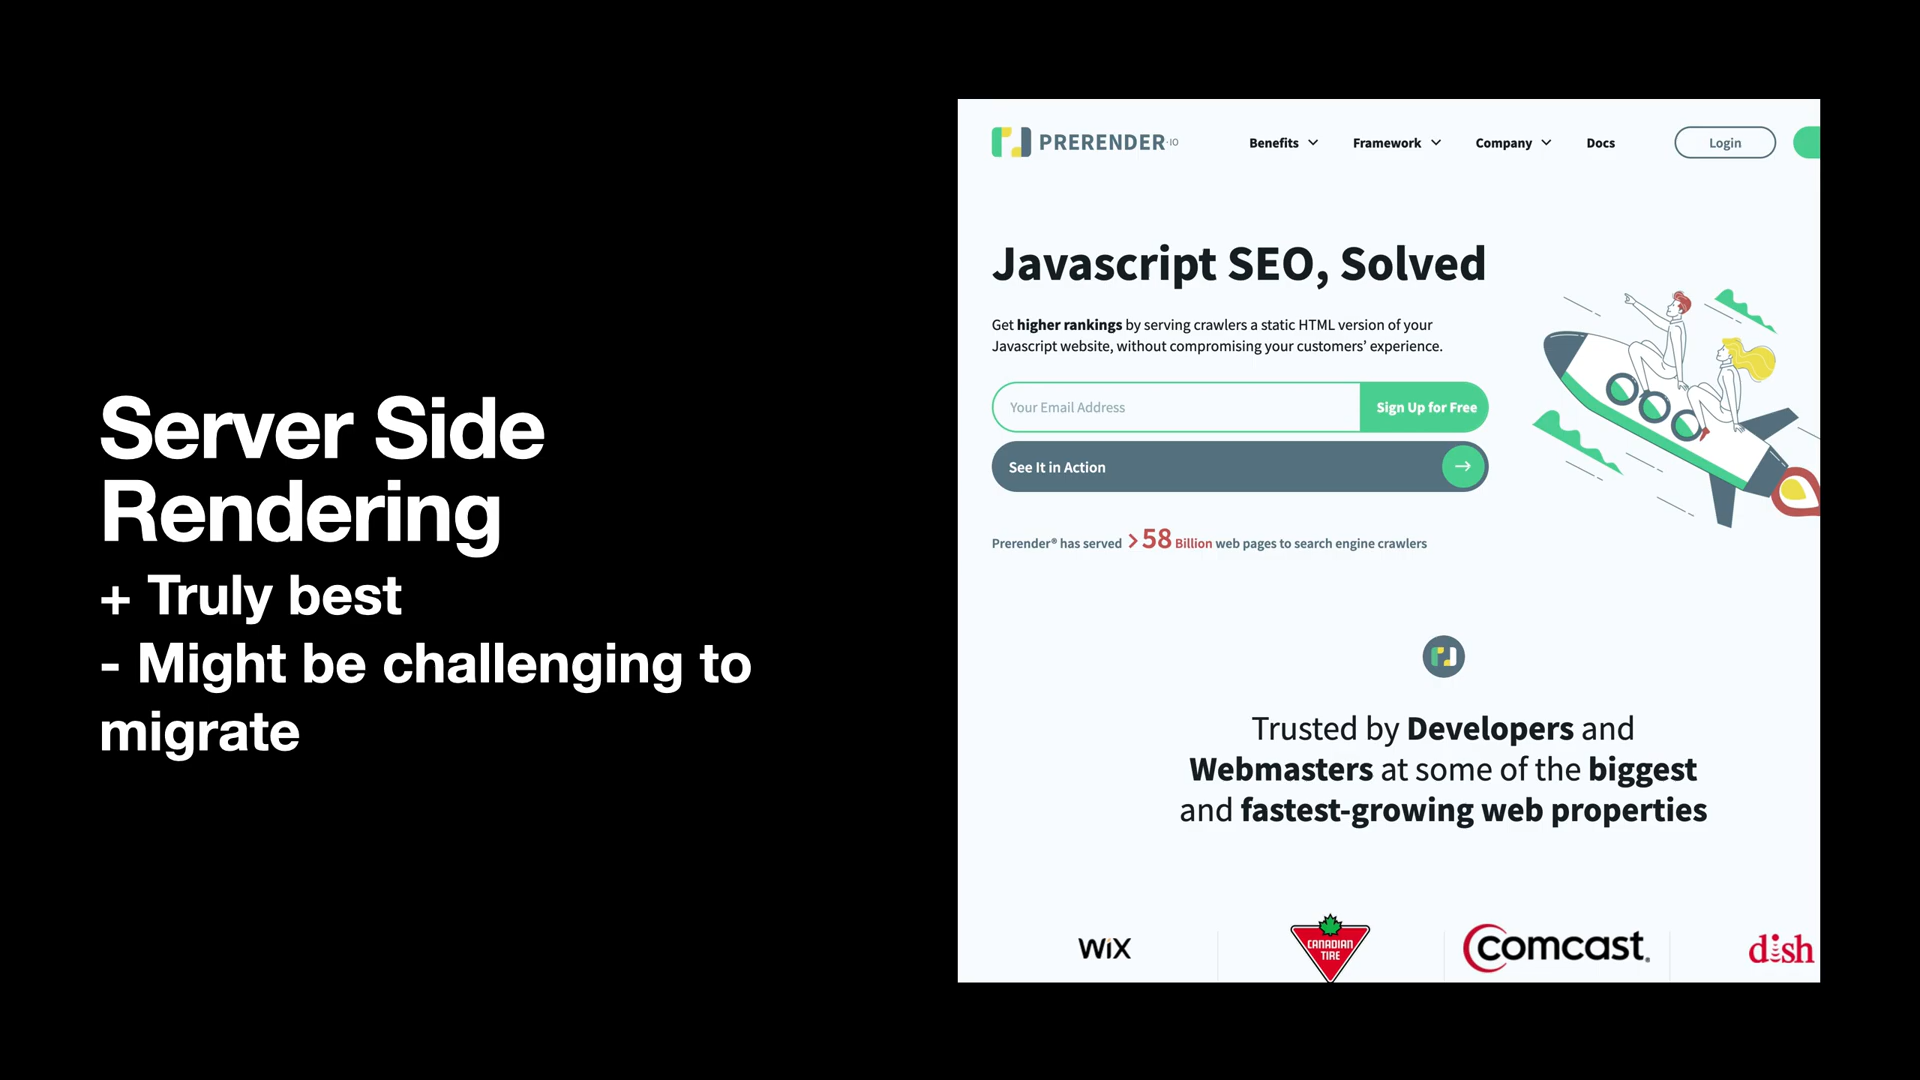 Server Side
Rendering
+ Truly best
- Might be challenging to
migrate
PRERENDER.IO
Benefits
Framework
Company
Docs
Login
Javascript SEO, Solved
Get higher rankings by serving crawlers a static HTML version of your
Javascript website, without compromising your customers’ experience.
Your Email Address
Sign Up for Free
See It in Action
Prerender® has served >58 Billion web pages to search engine crawlers
Trusted by Developers and
Webmasters at some of the biggest
and fastest-growing web properties
WiX
CANADIAN
TIRE
comcast.
dish